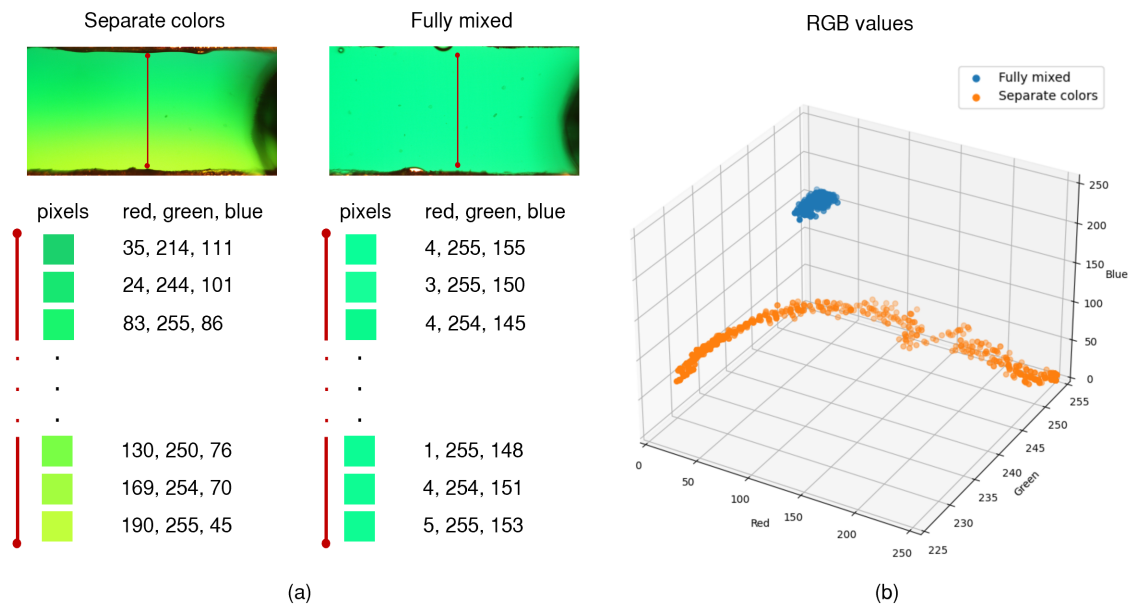 Separate colors
Fully mixed
pixels
red, green, blue
35, 214, 111
24, 244, 101
83, 255, 86
130, 250, 76
169, 254, 70
190, 255, 45
pixels
red, green, blue
4, 255, 155
3, 255, 150
4, 254, 145
1, 255, 148
4, 254, 151
5, 255, 153
(a)
RGB values
Fully mixed
Separate colors
250
200
150
Blue
100
50
0
255
250
245
240
235
230
225
Green
0
50
100
150
200
250
Red
(b)